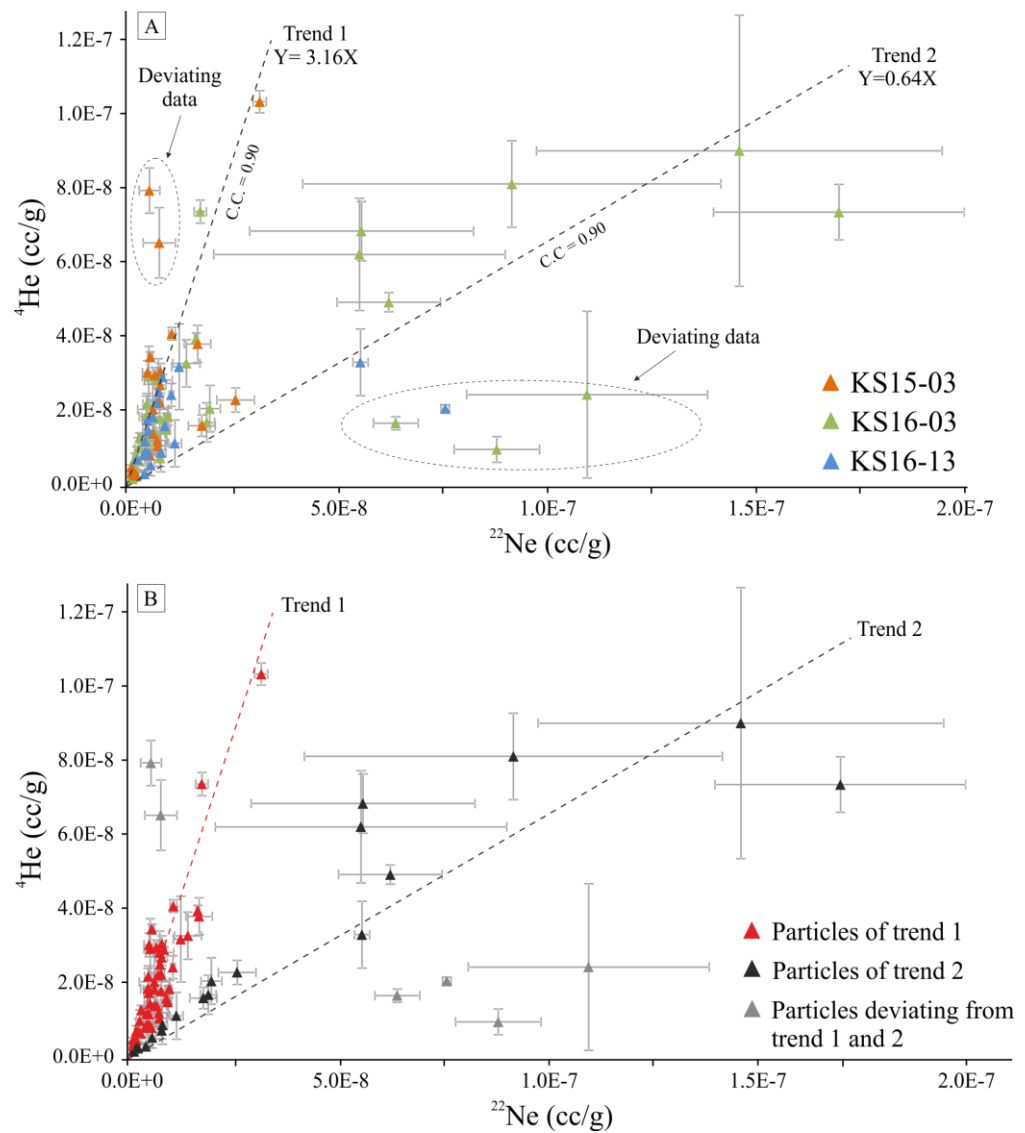 A
Trend 1
Y= 3.16X
Trend 2
Y=0.64X
Deviating
data
C.C. = 0.90
C.C = 0.90
Deviating data
KS15-03
KS16-03
KS16-13
1.2E-7
1.0E-7
8.0E-8
6.0E-8
4.0E-8
2.0E-8
0.0E+0
⁴He (cc/g)
0.0E+0
5.0E-8
1.0E-7
1.5E-7
2.0E-7
²²Ne (cc/g)
B
Trend 1
Trend 2
Particles of trend 1
Particles of trend 2
Particles deviating from
trend 1 and 2
1.2E-7
1.0E-7
8.0E-8
6.0E-8
4.0E-8
2.0E-8
0.0E+0
⁴He (cc/g)
0.0E+0
5.0E-8
1.0E-7
1.5E-7
2.0E-7
²²Ne (cc/g)